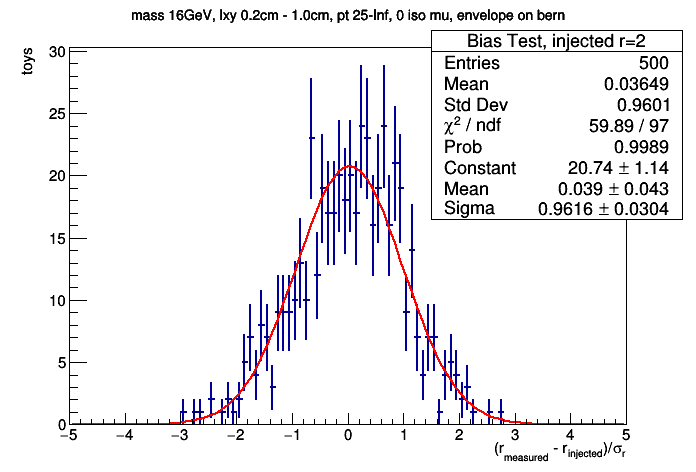 mass 16GeV, lxy 0.2cm - 1.0cm, pt 25-Inf, 0 iso mu, envelope on bern
Bias Test, injected r=2
Entries 500
Mean 0.03649
Std Dev 0.9601
χ² / ndf 59.89 / 97
Prob 0.9989
Constant 20.74 ± 1.14
Mean 0.039 ± 0.043
Sigma 0.9616 ± 0.0304
toys
30
25
20
15
10
5
0
−5 −4 −3 −2 −1 0 1 2 3 4 5
(r_measured - r_injected)/σ_r